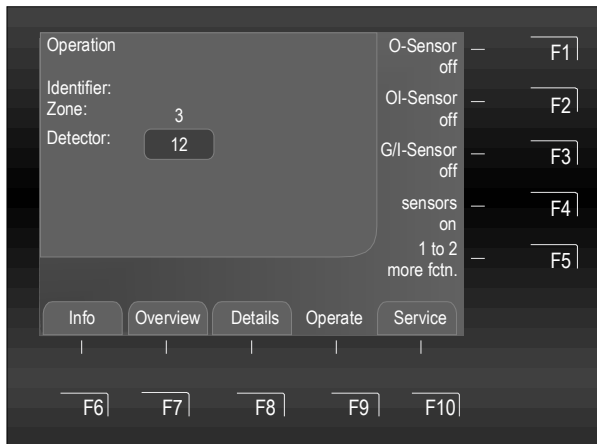 Operation
Identifier:
Zone: 3
Detector: 12
O-Sensor
off
F1
OI-Sensor
off
F2
G/I-Sensor
off
F3
sensors
on
F4
1 to 2
more fctn.
F5
Info Overview Details Operate Service
F6 F7 F8 F9 F10